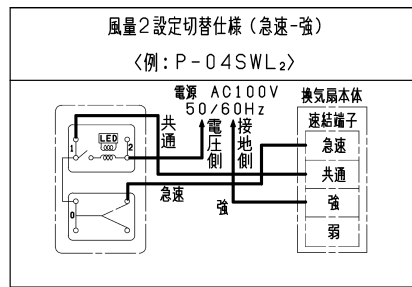 風量2設定切替仕様(急速-強)
〈例:P-04SWL₂〉
電源 AC100V
50/60Hz
換気扇本体
速結端子
共通
電圧側
接地側
LED
1
2
急速
共通
急速
強
強
0
弱